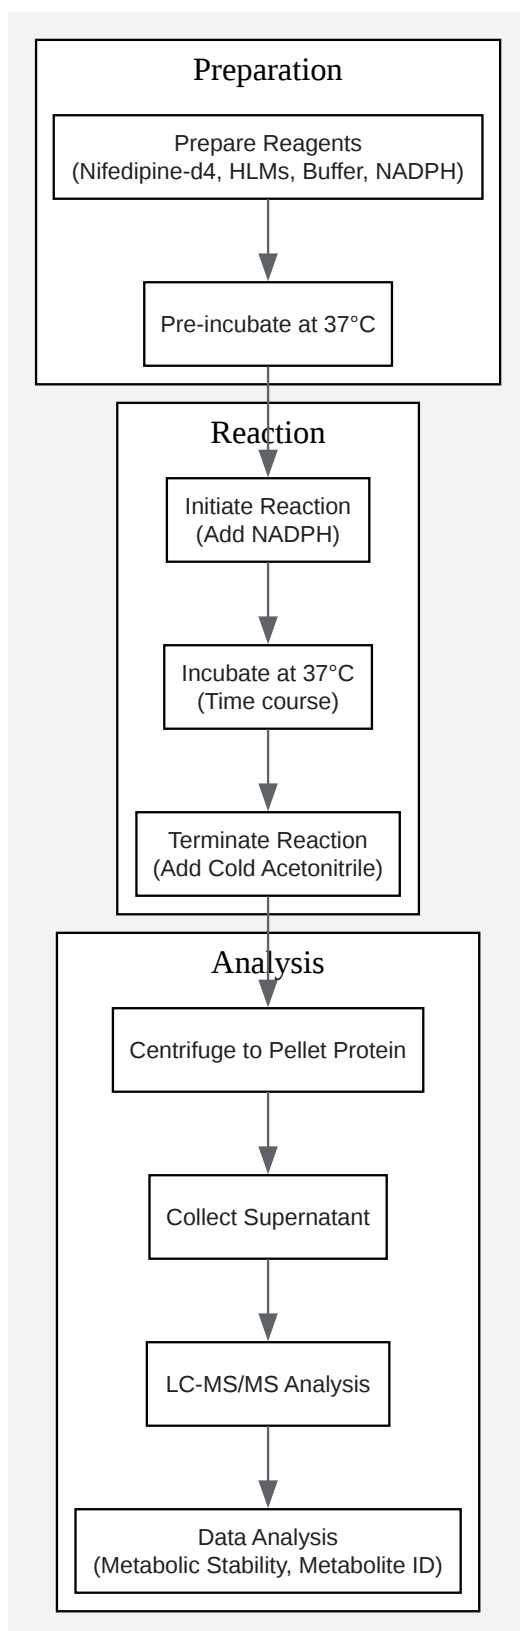 Preparation
Prepare Reagents
(Nifedipine-d4, HLMs, Buffer, NADPH)
Pre-incubate at 37°C
Reaction
Initiate Reaction
(Add NADPH)
Incubate at 37°C
(Time course)
Terminate Reaction
(Add Cold Acetonitrile)
Analysis
Centrifuge to Pellet Protein
Collect Supernatant
LC-MS/MS Analysis
Data Analysis
(Metabolic Stability, Metabolite ID)